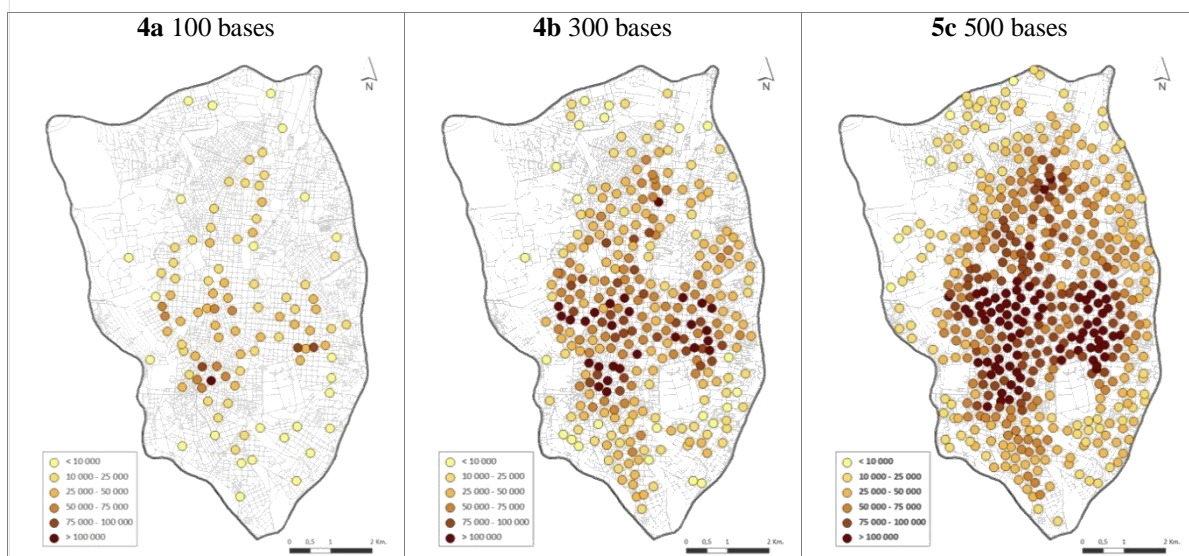 4a 100 bases
N
< 10 000
10 000 - 25 000
25 000 - 50 000
50 000 - 75 000
75 000 - 100 000
> 100 000
0 0,5 1 2 Km.
4b 300 bases
N
< 10 000
10 000 - 25 000
25 000 - 50 000
50 000 - 75 000
75 000 - 100 000
> 100 000
0 0,5 1 2 Km.
5c 500 bases
N
< 10 000
10 000 - 25 000
25 000 - 50 000
50 000 - 75 000
75 000 - 100 000
> 100 000
0 0,5 1 2 Km.